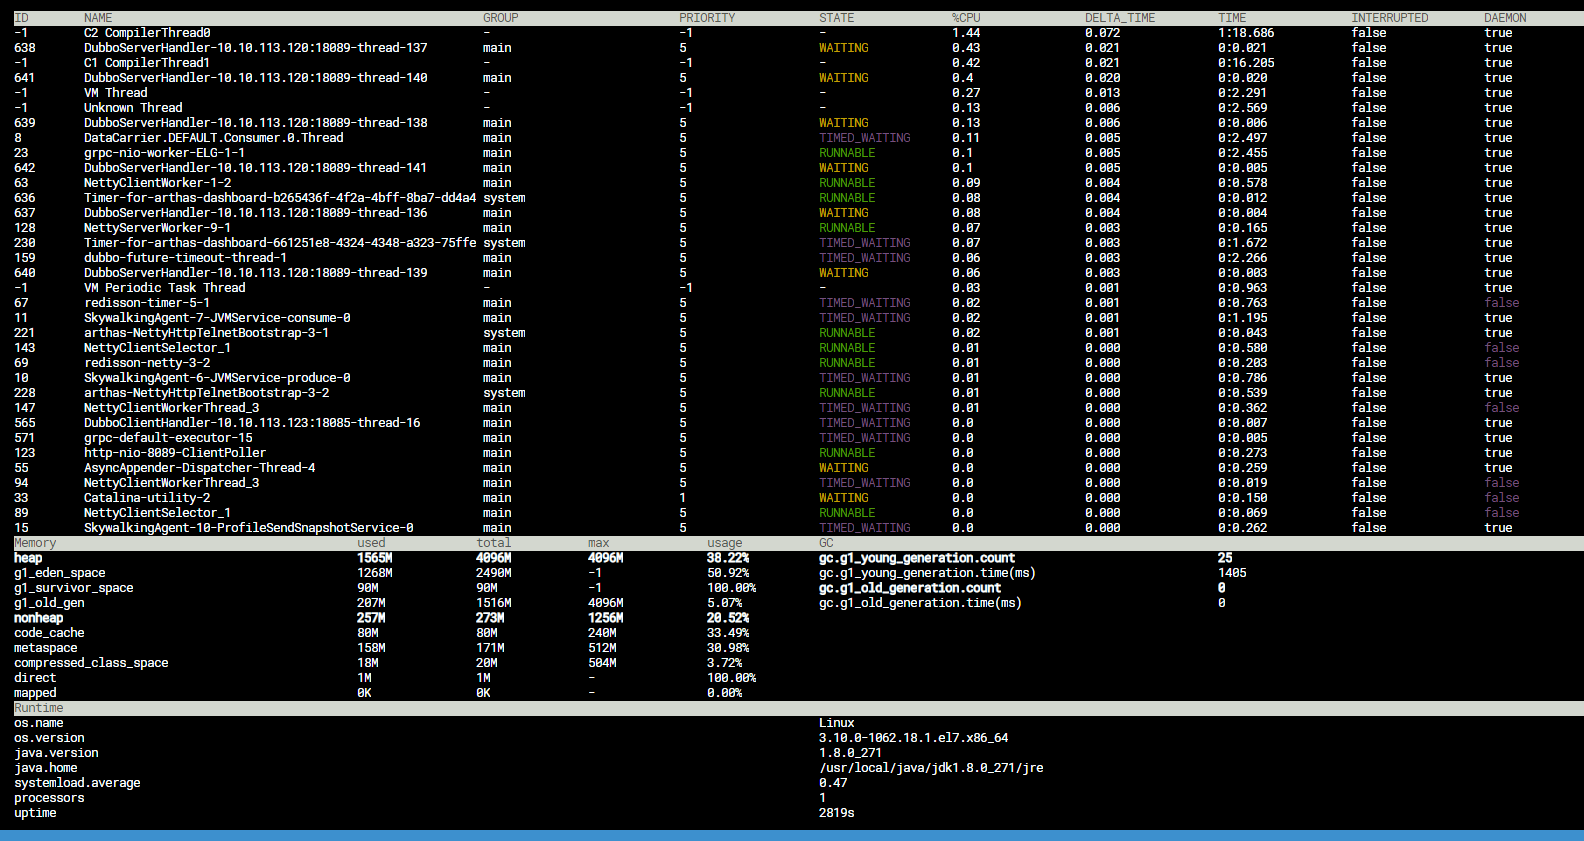 ID NAME GROUP PRIORITY STATE %CPU DELTA_TIME TIME INTERRUPTED DAEMON
-1 C2 CompilerThread0 - -1 - 1.44 0.072 1:18.686 false true
638 DubboServerHandler-10.10.113.120:18089-thread-137 main 5 WAITING 0.43 0.021 0:0.021 false true
-1 C1 CompilerThread1 - -1 - 0.42 0.021 0:16.205 false true
641 DubboServerHandler-10.10.113.120:18089-thread-140 main 5 WAITING 0.4 0.020 0:0.020 false true
-1 VM Thread - -1 - 0.27 0.013 0:2.291 false true
-1 Unknown Thread - -1 - 0.13 0.006 0:2.569 false true
639 DubboServerHandler-10.10.113.120:18089-thread-138 main 5 WAITING 0.13 0.006 0:0.006 false true
8 DataCarrier.DEFAULT.Consumer.0.Thread main 5 TIMED_WAITING 0.11 0.005 0:2.497 false true
23 grpc-nio-worker-ELG-1-1 main 5 RUNNABLE 0.1 0.005 0:2.455 false true
642 DubboServerHandler-10.10.113.120:18089-thread-141 main 5 WAITING 0.1 0.005 0:0.005 false true
63 NettyClientWorker-1-2 main 5 RUNNABLE 0.09 0.004 0:0.578 false true
636 Timer-for-arthas-dashboard-b265436f-4f2a-4bff-8ba7-dd4a4 system 5 RUNNABLE 0.08 0.004 0:0.012 false true
637 DubboServerHandler-10.10.113.120:18089-thread-136 main 5 WAITING 0.08 0.004 0:0.004 false true
128 NettyServerWorker-9-1 main 5 RUNNABLE 0.07 0.003 0:0.165 false true
230 Timer-for-arthas-dashboard-661251e8-4324-4348-a323-75ffe system 5 TIMED_WAITING 0.07 0.003 0:1.672 false true
159 dubbo-future-timeout-thread-1 main 5 TIMED_WAITING 0.06 0.003 0:2.266 false true
640 DubboServerHandler-10.10.113.120:18089-thread-139 main 5 WAITING 0.06 0.003 0:0.003 false true
-1 VM Periodic Task Thread - -1 - 0.03 0.001 0:0.963 false true
67 redisson-timer-5-1 main 5 TIMED_WAITING 0.02 0.001 0:0.763 false false
11 SkywalkingAgent-7-JVMService-consume-0 main 5 TIMED_WAITING 0.02 0.001 0:1.195 false true
221 arthas-NettyHttpTelnetBootstrap-3-1 system 5 RUNNABLE 0.02 0.001 0:0.043 false true
143 NettyClientSelector_1 main 5 RUNNABLE 0.01 0.000 0:0.580 false false
69 redisson-netty-3-2 main 5 RUNNABLE 0.01 0.000 0:0.203 false false
10 SkywalkingAgent-6-JVMService-produce-0 main 5 TIMED_WAITING 0.01 0.000 0:0.786 false true
228 arthas-NettyHttpTelnetBootstrap-3-2 system 5 RUNNABLE 0.01 0.000 0:0.539 false true
147 NettyClientWorkerThread_3 main 5 TIMED_WAITING 0.01 0.000 0:0.362 false false
565 DubboClientHandler-10.10.113.123:18085-thread-16 main 5 TIMED_WAITING 0.0 0.000 0:0.007 false true
571 grpc-default-executor-15 main 5 TIMED_WAITING 0.0 0.000 0:0.005 false true
123 http-nio-8089-ClientPoller main 5 RUNNABLE 0.0 0.000 0:0.273 false true
55 AsyncAppender-Dispatcher-Thread-4 main 5 WAITING 0.0 0.000 0:0.259 false true
94 NettyClientWorkerThread_3 main 5 TIMED_WAITING 0.0 0.000 0:0.019 false false
33 Catalina-utility-2 main 1 WAITING 0.0 0.000 0:0.150 false false
89 NettyClientSelector_1 main 5 RUNNABLE 0.0 0.000 0:0.069 false false
15 SkywalkingAgent-10-ProfileSendSnapshotService-0 main 5 TIMED_WAITING 0.0 0.000 0:0.262 false true
Memory used total max usage GC
heap 1565M 4096M 4096M 38.22% gc.g1_young_generation.count 25
g1_eden_space 1268M 2490M -1 50.92% gc.g1_young_generation.time(ms) 1405
g1_survivor_space 90M 90M -1 100.00% gc.g1_old_generation.count 0
g1_old_gen 207M 1516M 4096M 5.07% gc.g1_old_generation.time(ms) 0
nonheap 257M 273M 1256M 20.52%
code_cache 80M 80M 240M 33.49%
metaspace 158M 171M 512M 30.98%
compressed_class_space 18M 20M 504M 3.72%
direct 1M 1M - 100.00%
mapped 0K 0K - 0.00%
Runtime
os.name Linux
os.version 3.10.0-1062.18.1.el7.x86_64
java.version 1.8.0_271
java.home /usr/local/java/jdk1.8.0_271/jre
systemload.average 0.47
processors 1
uptime 2819s